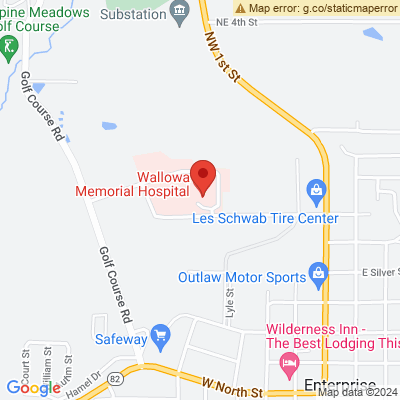 Map error: g.co/staticmaperror
pine Meadows
olf Course
Substation
NE 4th St
NW 1st St
Golf Course Rd
Wallowa
Memorial Hospital
Les Schwab Tire Center
Golf Course Rd
Outlaw Motor Sports
E Silver S
Lyle St
Safeway
Wilderness Inn -
The Best Lodging This
Court St
William St
Hamel Dr
82
W North St
Enterprise
Google
Map data ©2024